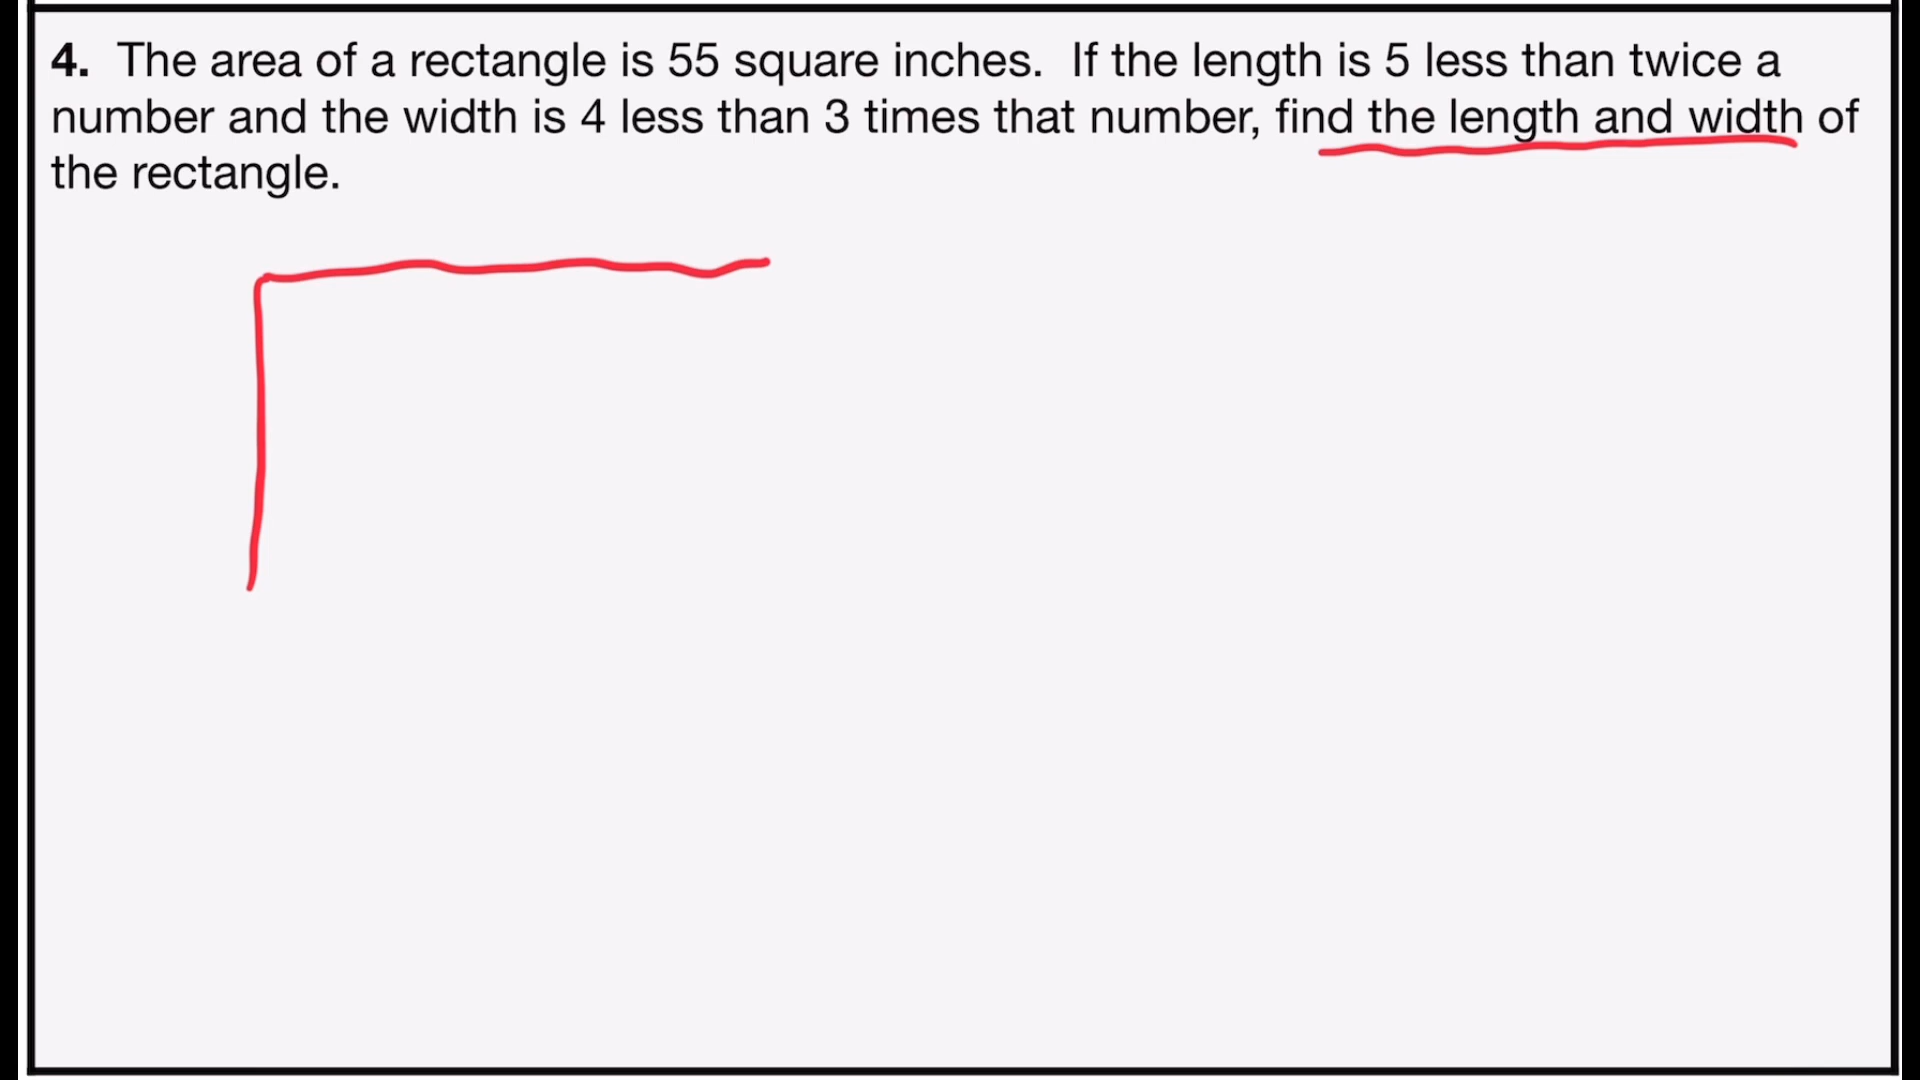 4. The area of a rectangle is 55 square inches. If the length is 5 less than twice a
number and the width is 4 less than 3 times that number, find the length and width of
the rectangle.